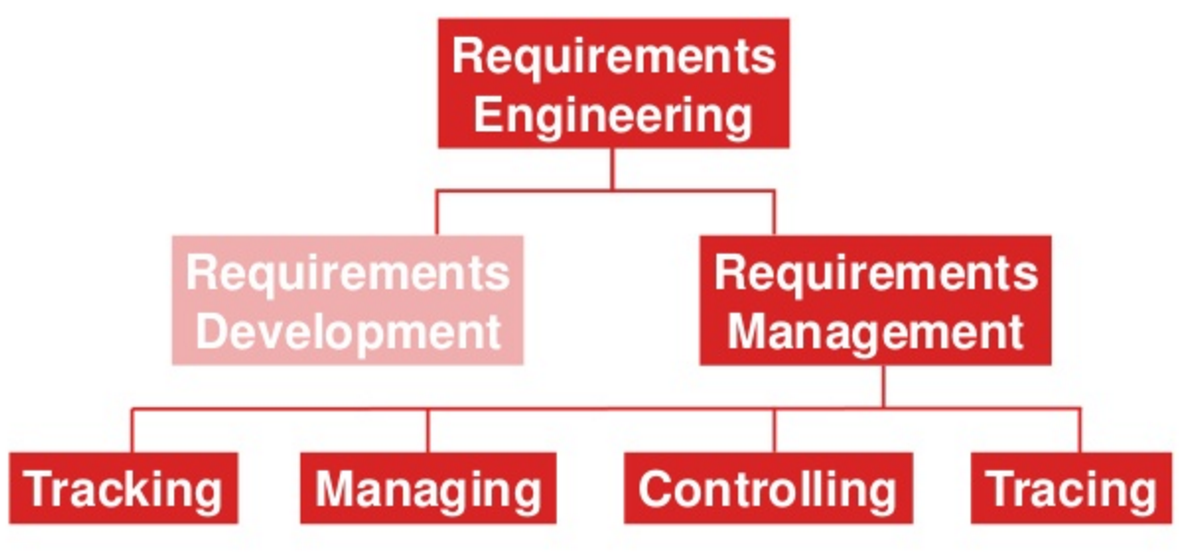 Requirements
Engineering
Requirements
Development
Requirements
Management
Tracking
Managing
Controlling
Tracing